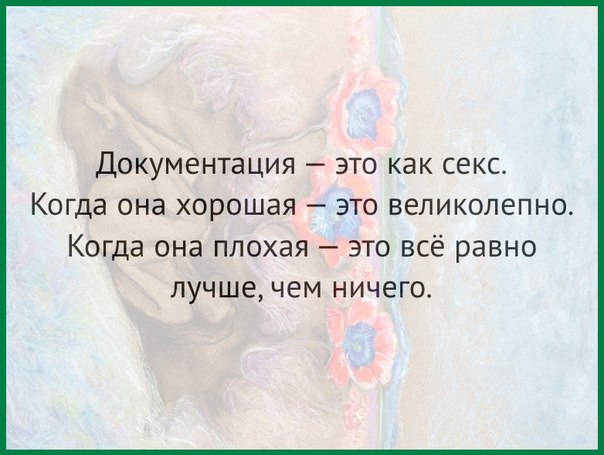 Документация — это как секс.
Когда она хорошая — это великолепно.
Когда она плохая — это всё равно
лучше, чем ничего.